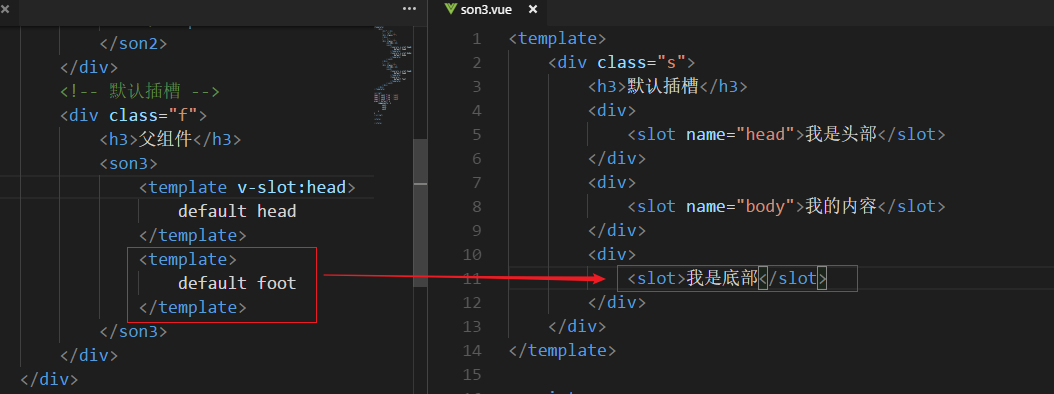 </son2>
</div>
<!-- 默认插槽 -->
<div class="f">
<h3>父组件</h3>
<son3>
<template v-slot:head>
default head
</template>
<template>
default foot
</template>
</son3>
</div>
</div>
son3.vue
1 <template>
2 <div class="s">
3 <h3>默认插槽</h3>
4 <div>
5 <slot name="head">我是头部</slot>
6 </div>
7 <div>
8 <slot name="body">我的内容</slot>
9 </div>
10 <div>
11 <slot>我是底部</slot>
12 </div>
13 </div>
14 </template>
15